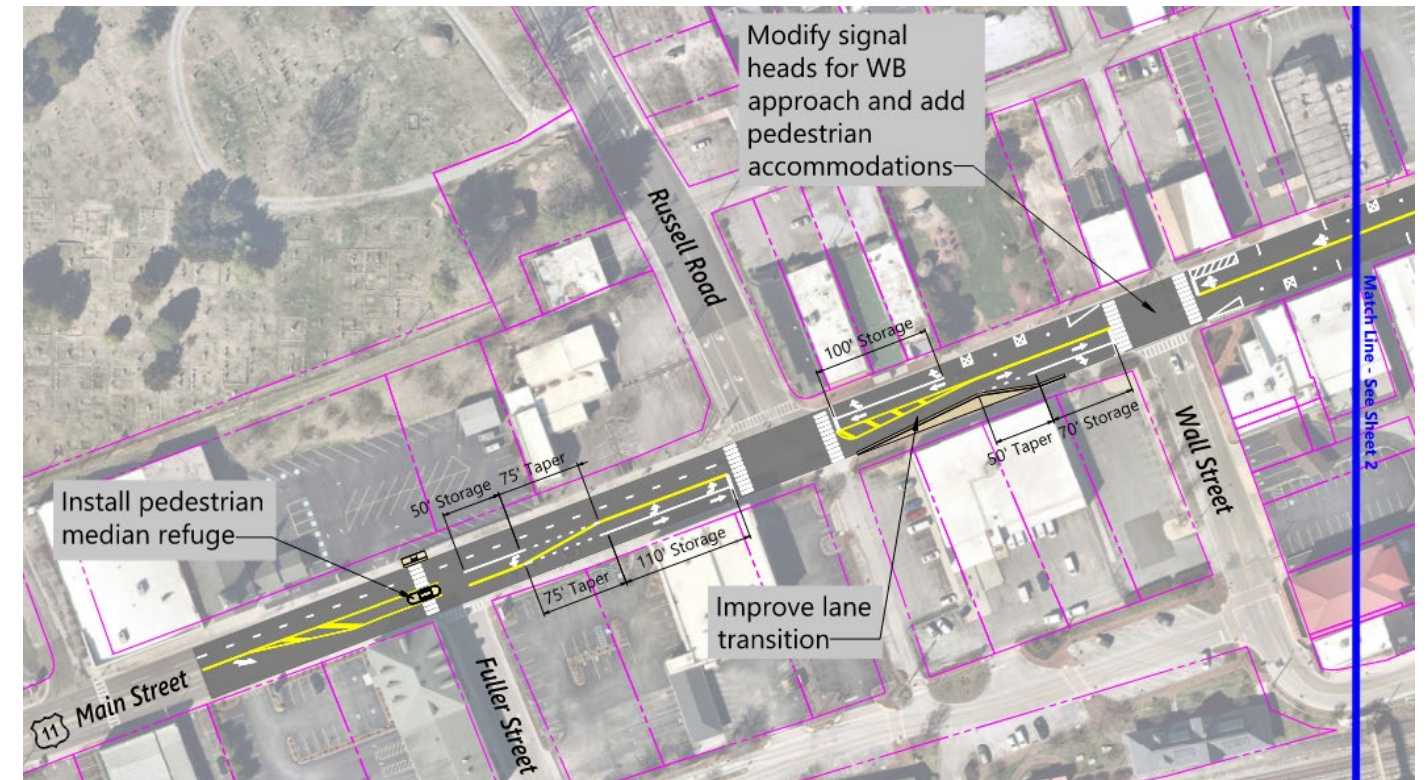 Modify signal
heads for WB
approach and add
pedestrian
accommodations
Russell Road
100' Storage
Match Line - See Sheet 2
50' Taper
70' Storage
Wall Street
50' Storage
75' Taper
Install pedestrian
median refuge
75' Taper
110' Storage
Improve lane
transition
Fuller Street
11
Main Street